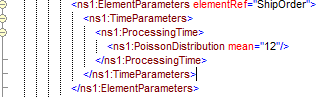 <ns1:ElementParameters elementRef="ShipOrder">
<ns1:TimeParameters>
<ns1:ProcessingTime>
<ns1:PoissonDistribution mean="12"/>
</ns1:ProcessingTime>
</ns1:TimeParameters>
</ns1:ElementParameters>